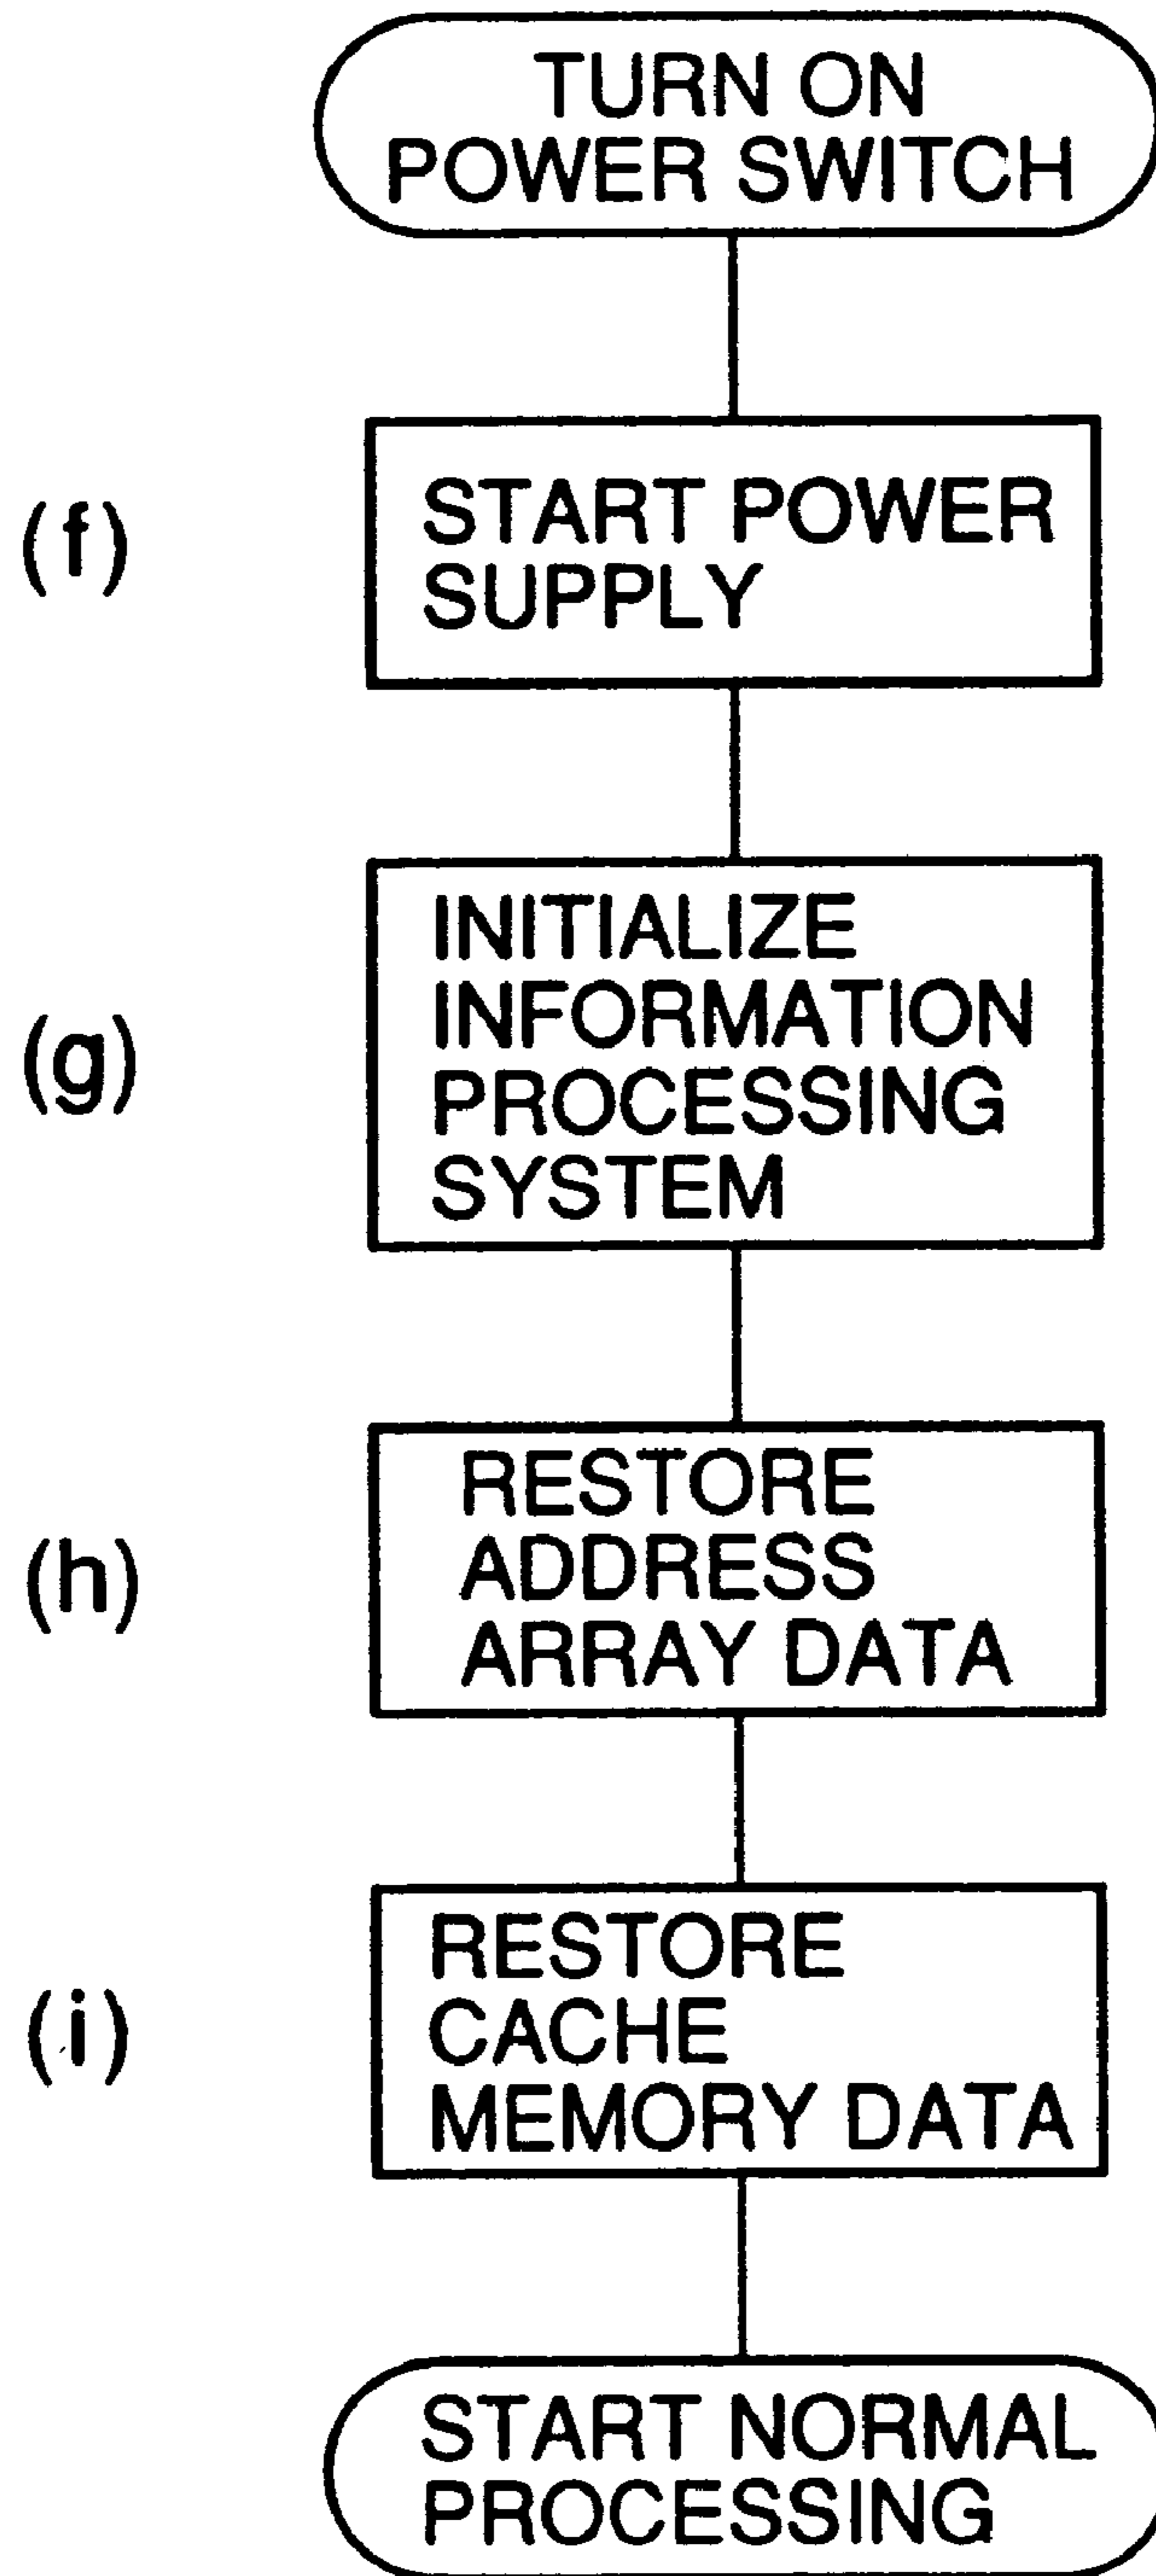 TURN ON
POWER SWITCH
(f)
START POWER
SUPPLY
(g)
INITIALIZE
INFORMATION
PROCESSING
SYSTEM
(h)
RESTORE
ADDRESS
ARRAY DATA
(i)
RESTORE
CACHE
MEMORY DATA
START NORMAL
PROCESSING